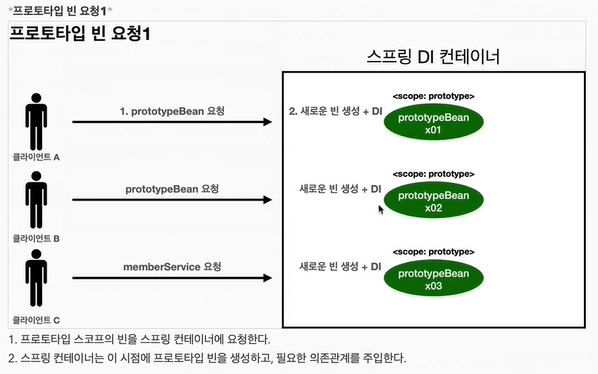 *프로토타입 빈 요청1*
프로토타입 빈 요청1
스프링 DI 컨테이너
클라이언트 A
1. prototypeBean 요청
2. 새로운 빈 생성 + DI
<scope: prototype>
prototypeBean
x01
클라이언트 B
prototypeBean 요청
새로운 빈 생성 + DI
<scope: prototype>
prototypeBean
x02
클라이언트 C
memberService 요청
새로운 빈 생성 + DI
<scope: prototype>
prototypeBean
x03
1. 프로토타입 스코프의 빈을 스프링 컨테이너에 요청한다.
2. 스프링 컨테이너는 이 시점에 프로토타입 빈을 생성하고, 필요한 의존관계를 주입한다.